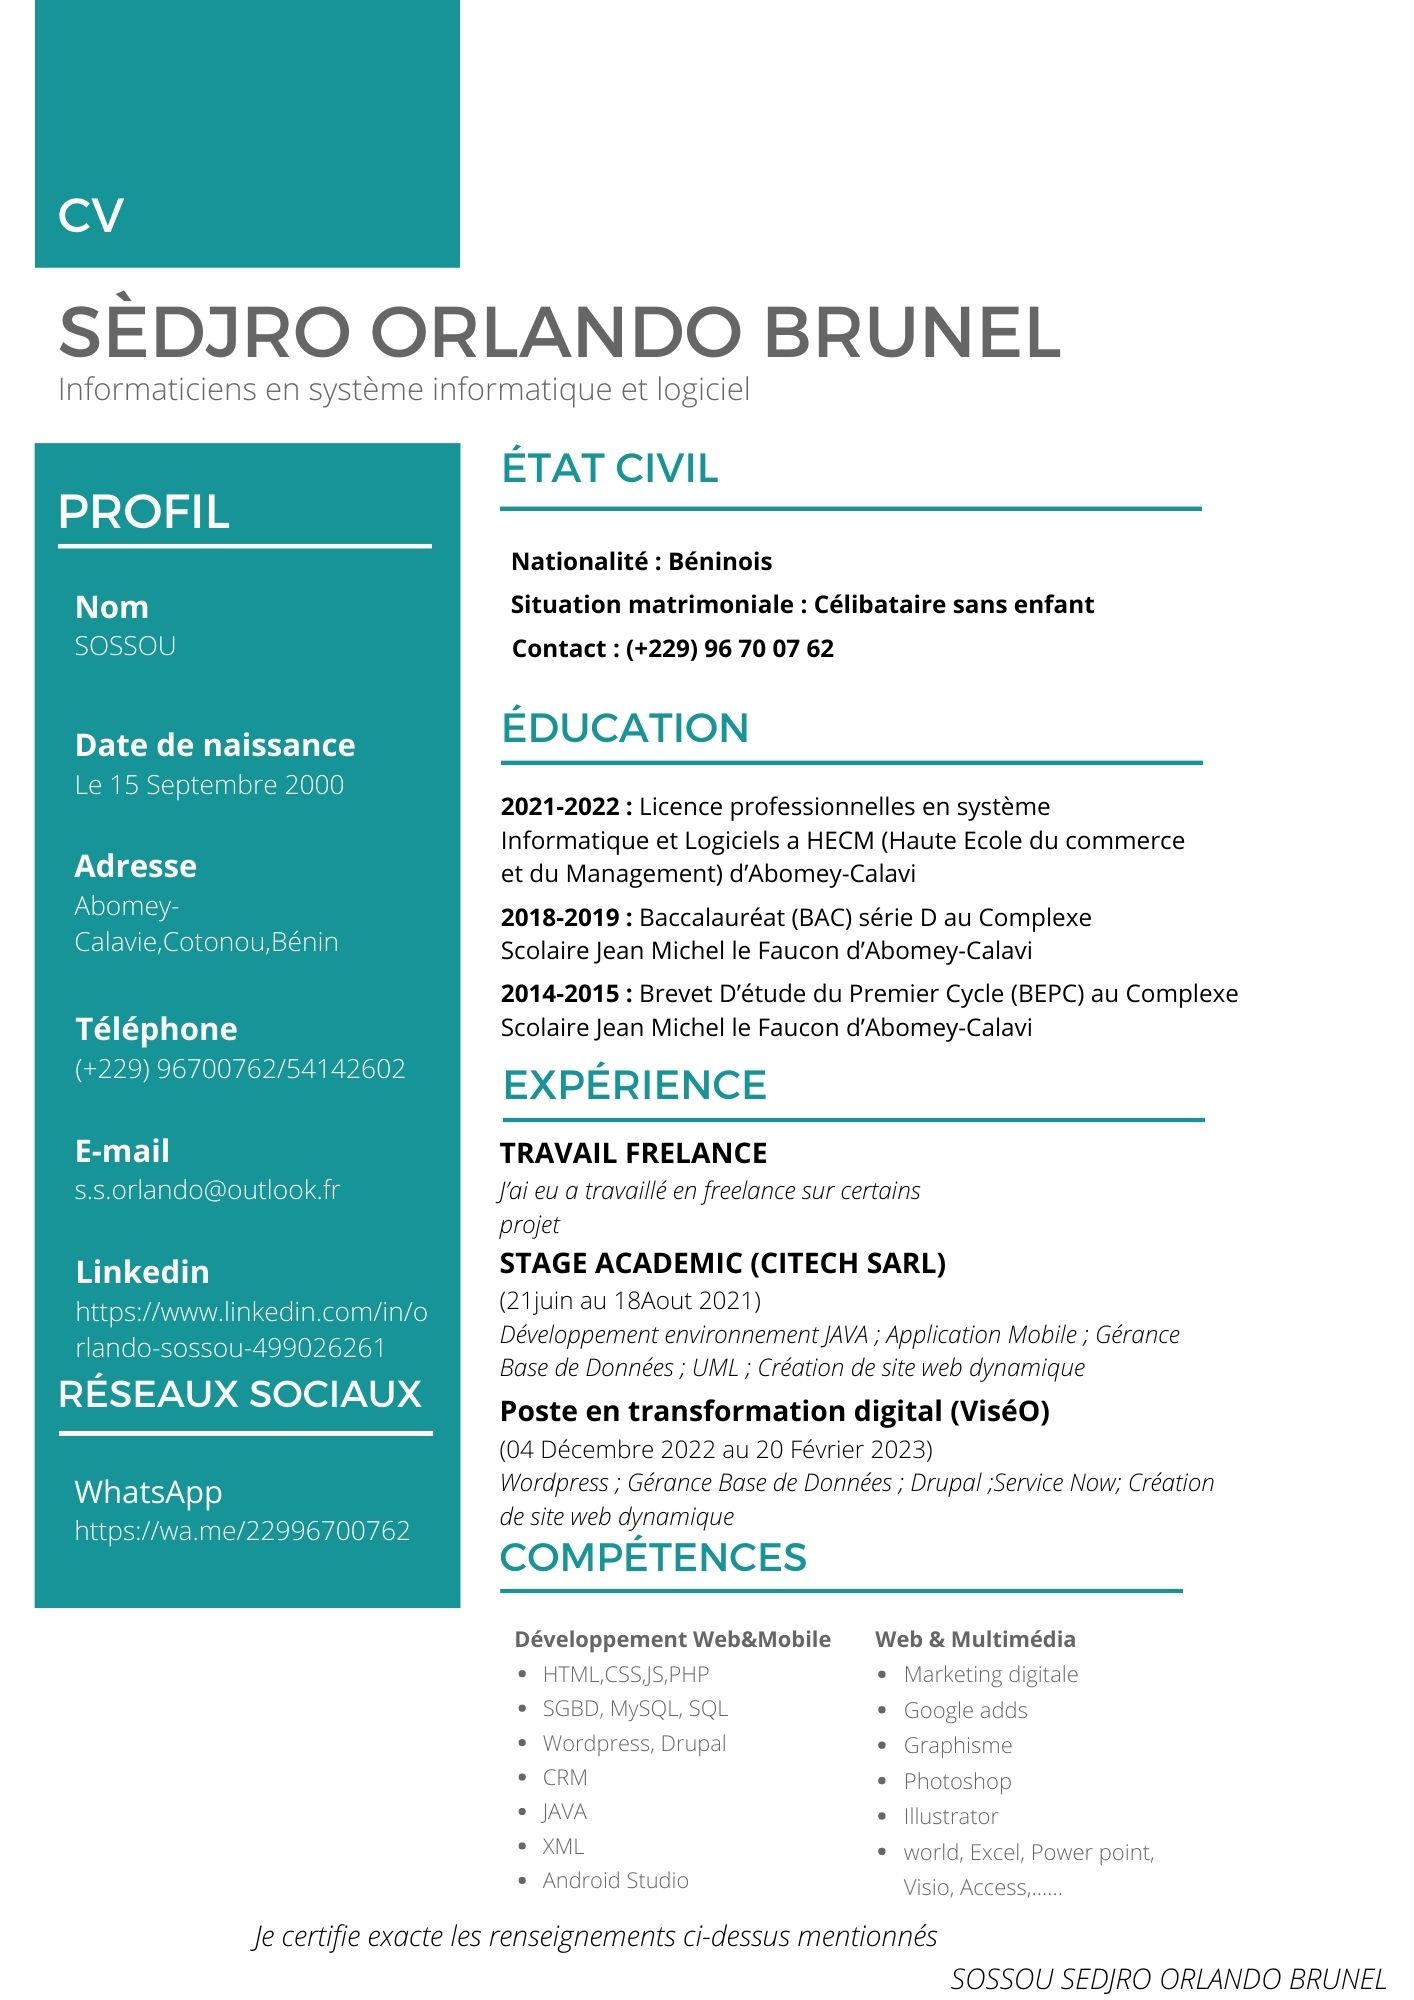 CV
SÈDJRO ORLANDO BRUNEL
Informaticiens en système informatique et logiciel
PROFIL
Nom
SOSSOU
Date de naissance
Le 15 Septembre 2000
Adresse
Abomey-
Calavie,Cotonou,Bénin
Téléphone
(+229) 96700762/54142602
E-mail
s.s.orlando@outlook.fr
Linkedin
https://www.linkedin.com/in/o
rlando-sossou-499026261
RÉSEAUX SOCIAUX
WhatsApp
https://wa.me/22996700762
ÉTAT CIVIL
Nationalité : Béninois
Situation matrimoniale : Célibataire sans enfant
Contact : (+229) 96 70 07 62
ÉDUCATION
2021-2022 : Licence professionnelles en système
Informatique et Logiciels a HECM (Haute Ecole du commerce
et du Management) d’Abomey-Calavi
2018-2019 : Baccalauréat (BAC) série D au Complexe
Scolaire Jean Michel le Faucon d’Abomey-Calavi
2014-2015 : Brevet D’étude du Premier Cycle (BEPC) au Complexe
Scolaire Jean Michel le Faucon d’Abomey-Calavi
EXPÉRIENCE
TRAVAIL FRELANCE
J’ai eu a travaillé en freelance sur certains
projet
STAGE ACADEMIC (CITECH SARL)
(21juin au 18Aout 2021)
Développement environnement JAVA ; Application Mobile ; Gérance
Base de Données ; UML ; Création de site web dynamique
Poste en transformation digital (ViséO)
(04 Décembre 2022 au 20 Février 2023)
Wordpress ; Gérance Base de Données ; Drupal ;Service Now; Création
de site web dynamique
COMPÉTENCES
Développement Web&Mobile
• HTML,CSS,JS,PHP
• SGBD, MySQL, SQL
• Wordpress, Drupal
• CRM
• JAVA
• XML
• Android Studio
Web & Multimédia
• Marketing digitale
• Google adds
• Graphisme
• Photoshop
• Illustrator
• world, Excel, Power point,
Visio, Access,......
Je certifie exacte les renseignements ci-dessus mentionnés
SOSSOU SEDJRO ORLANDO BRUNEL